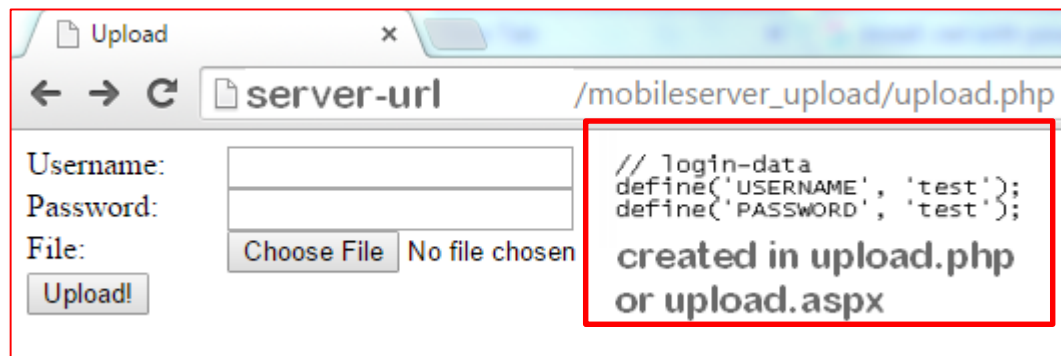 Upload
server-url /mobileserver_upload/upload.php
Username:
Password:
File:
Choose File No file chosen
Upload!
// login-data
define('USERNAME', 'test');
define('PASSWORD', 'test');
created in upload.php
or upload.aspx